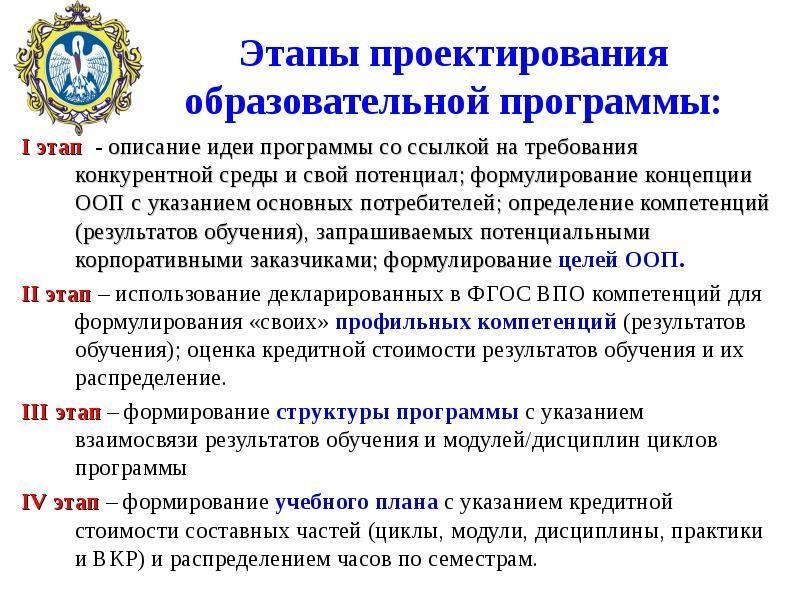 Этапы проектирования
образовательной программы:
I этап - описание идеи программы со ссылкой на требования
конкурентной среды и свой потенциал; формулирование концепции
ООП с указанием основных потребителей; определение компетенций
(результатов обучения), запрашиваемых потенциальными
корпоративными заказчиками; формулирование целей ООП.
II этап – использование декларированных в ФГОС ВПО компетенций для
формулирования «своих» профильных компетенций (результатов
обучения); оценка кредитной стоимости результатов обучения и их
распределение.
III этап – формирование структуры программы с указанием
взаимосвязи результатов обучения и модулей/дисциплин циклов
программы
IV этап – формирование учебного плана с указанием кредитной
стоимости составных частей (циклы, модули, дисциплины, практики
и ВКР) и распределением часов по семестрам.